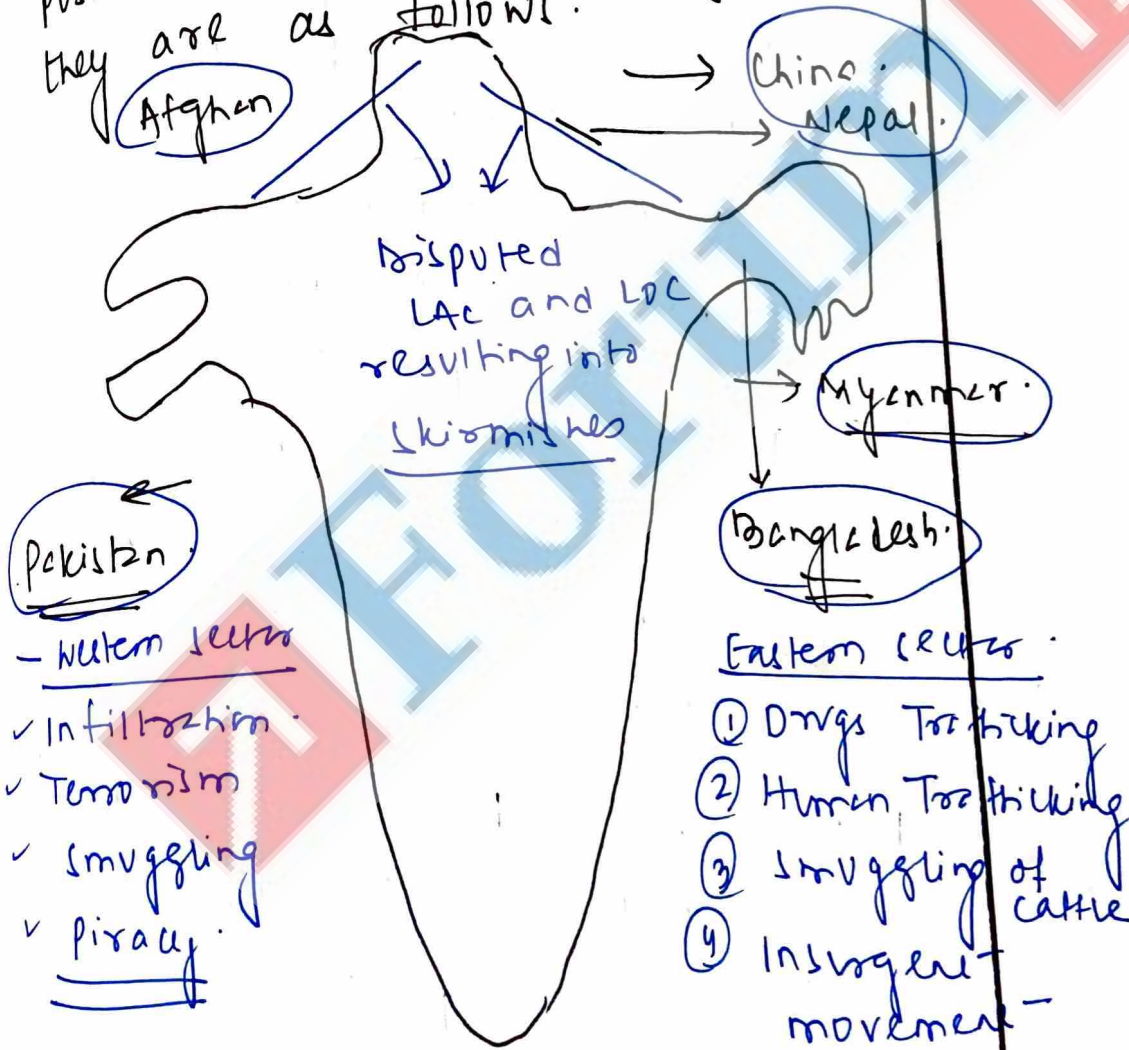 they are as follows.
Afghan
China.
Nepal.
Disputed
LAC and LOC
resulting into
skirmishes
Myanmar.
Pakistan.
Bangladesh.
- Western sector
✓ Infiltration.
✓ Terrorism
✓ smuggling
✓ Piracy.
Eastern sector.
① Drugs Trafficking
② Human Trafficking
③ smuggling of
cattle
④ Insurgent
movement
Forum